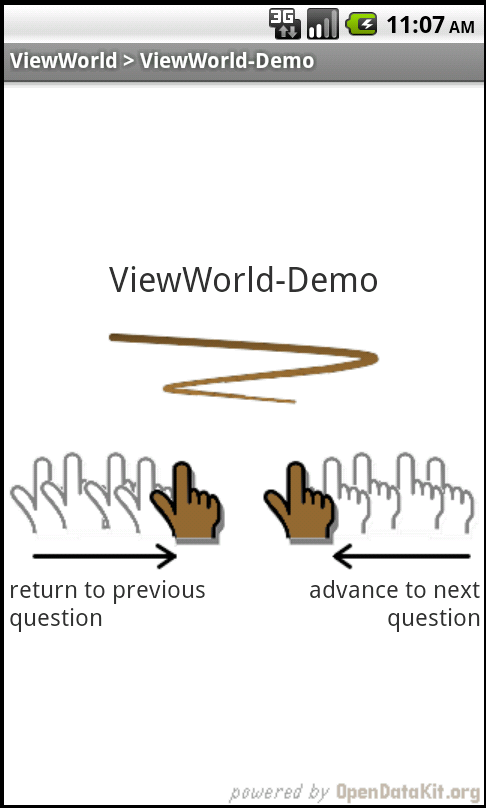 3G 11:07 AM
ViewWorld > ViewWorld-Demo
ViewWorld-Demo
return to previous
question
advance to next
question
powered by OpenDataKit.org